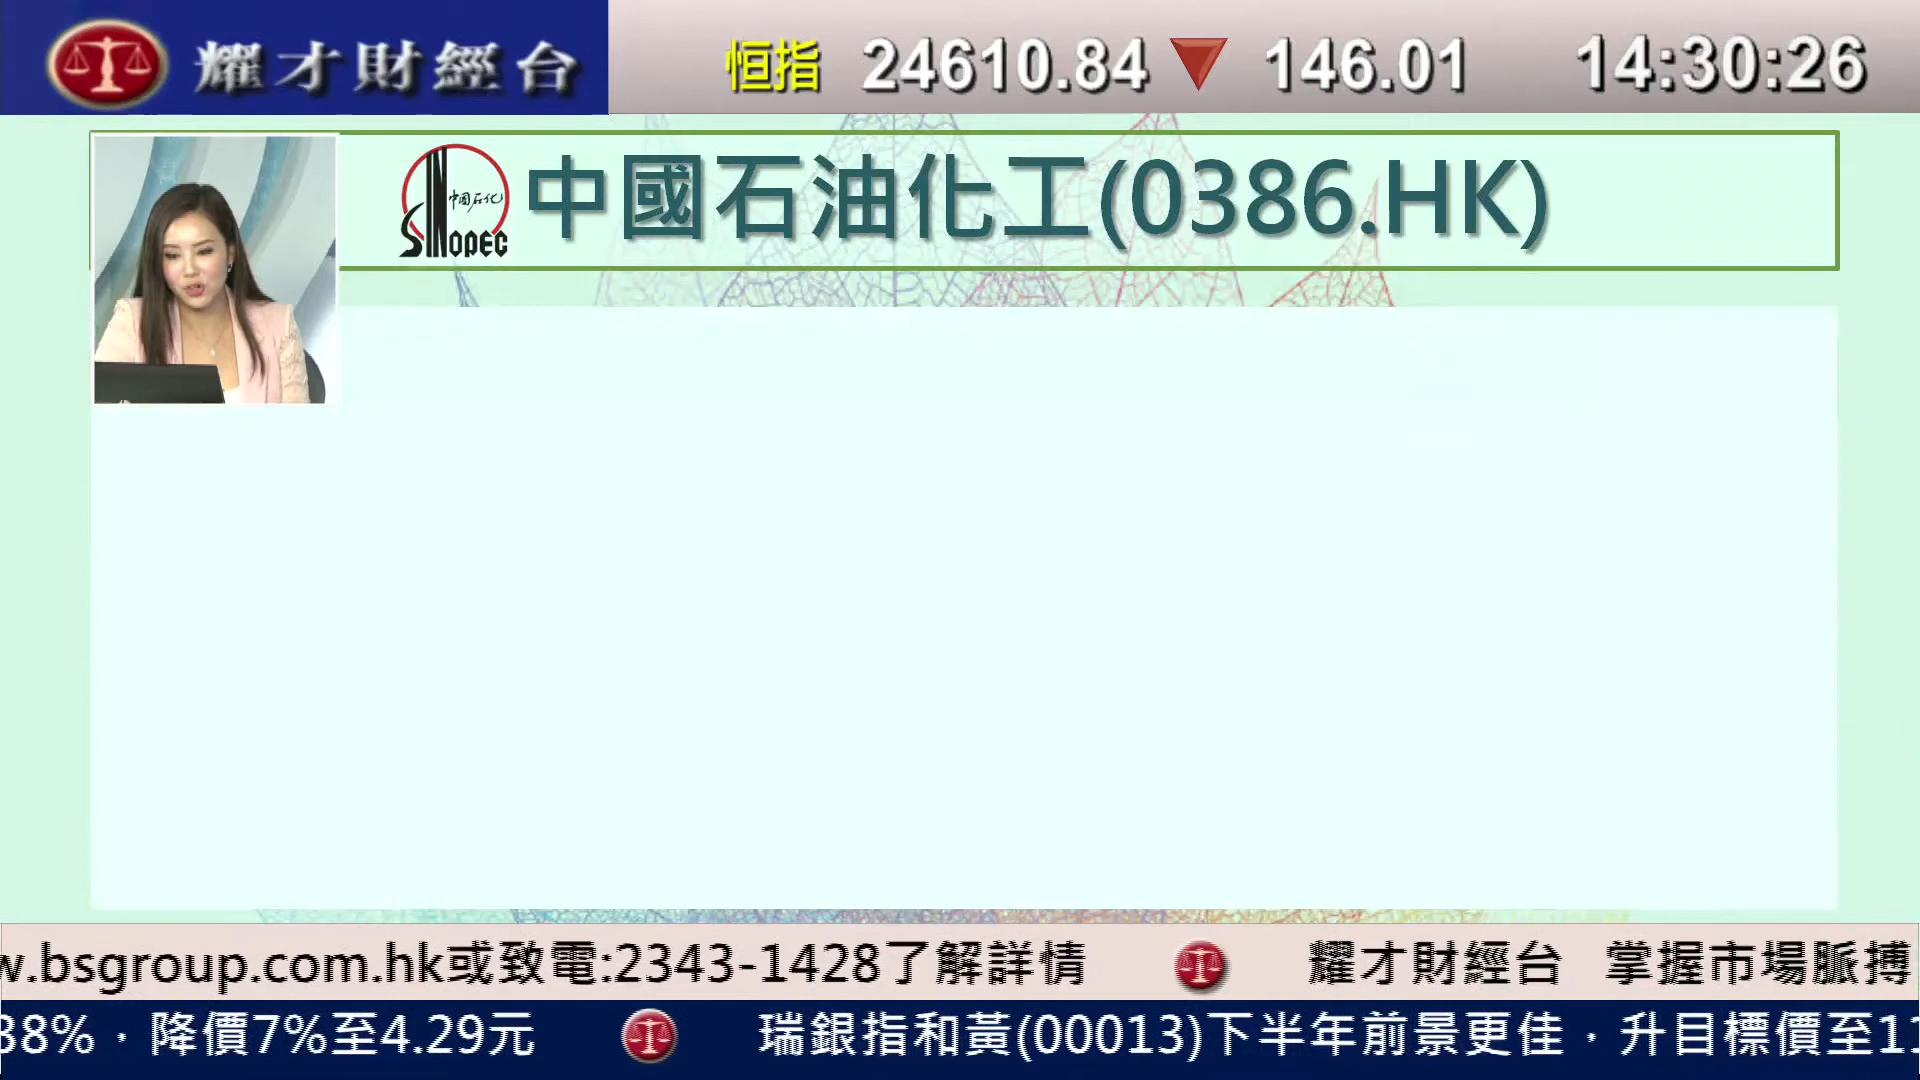 耀才財經台
恒指 24610.84 146.01 14:30:26
中國石化
SINOPEC
中國石油化工(0386.HK)
w.bsgroup.com.hk或致電:2343-1428了解詳情 耀才財經台 掌握市場脈搏
38%，降價7%至4.29元 瑞銀指和黃(00013)下半年前景更佳，升目標價至11